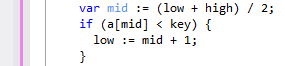 var mid := (low + high) / 2;
if (a[mid] < key) {
low := mid + 1;
}